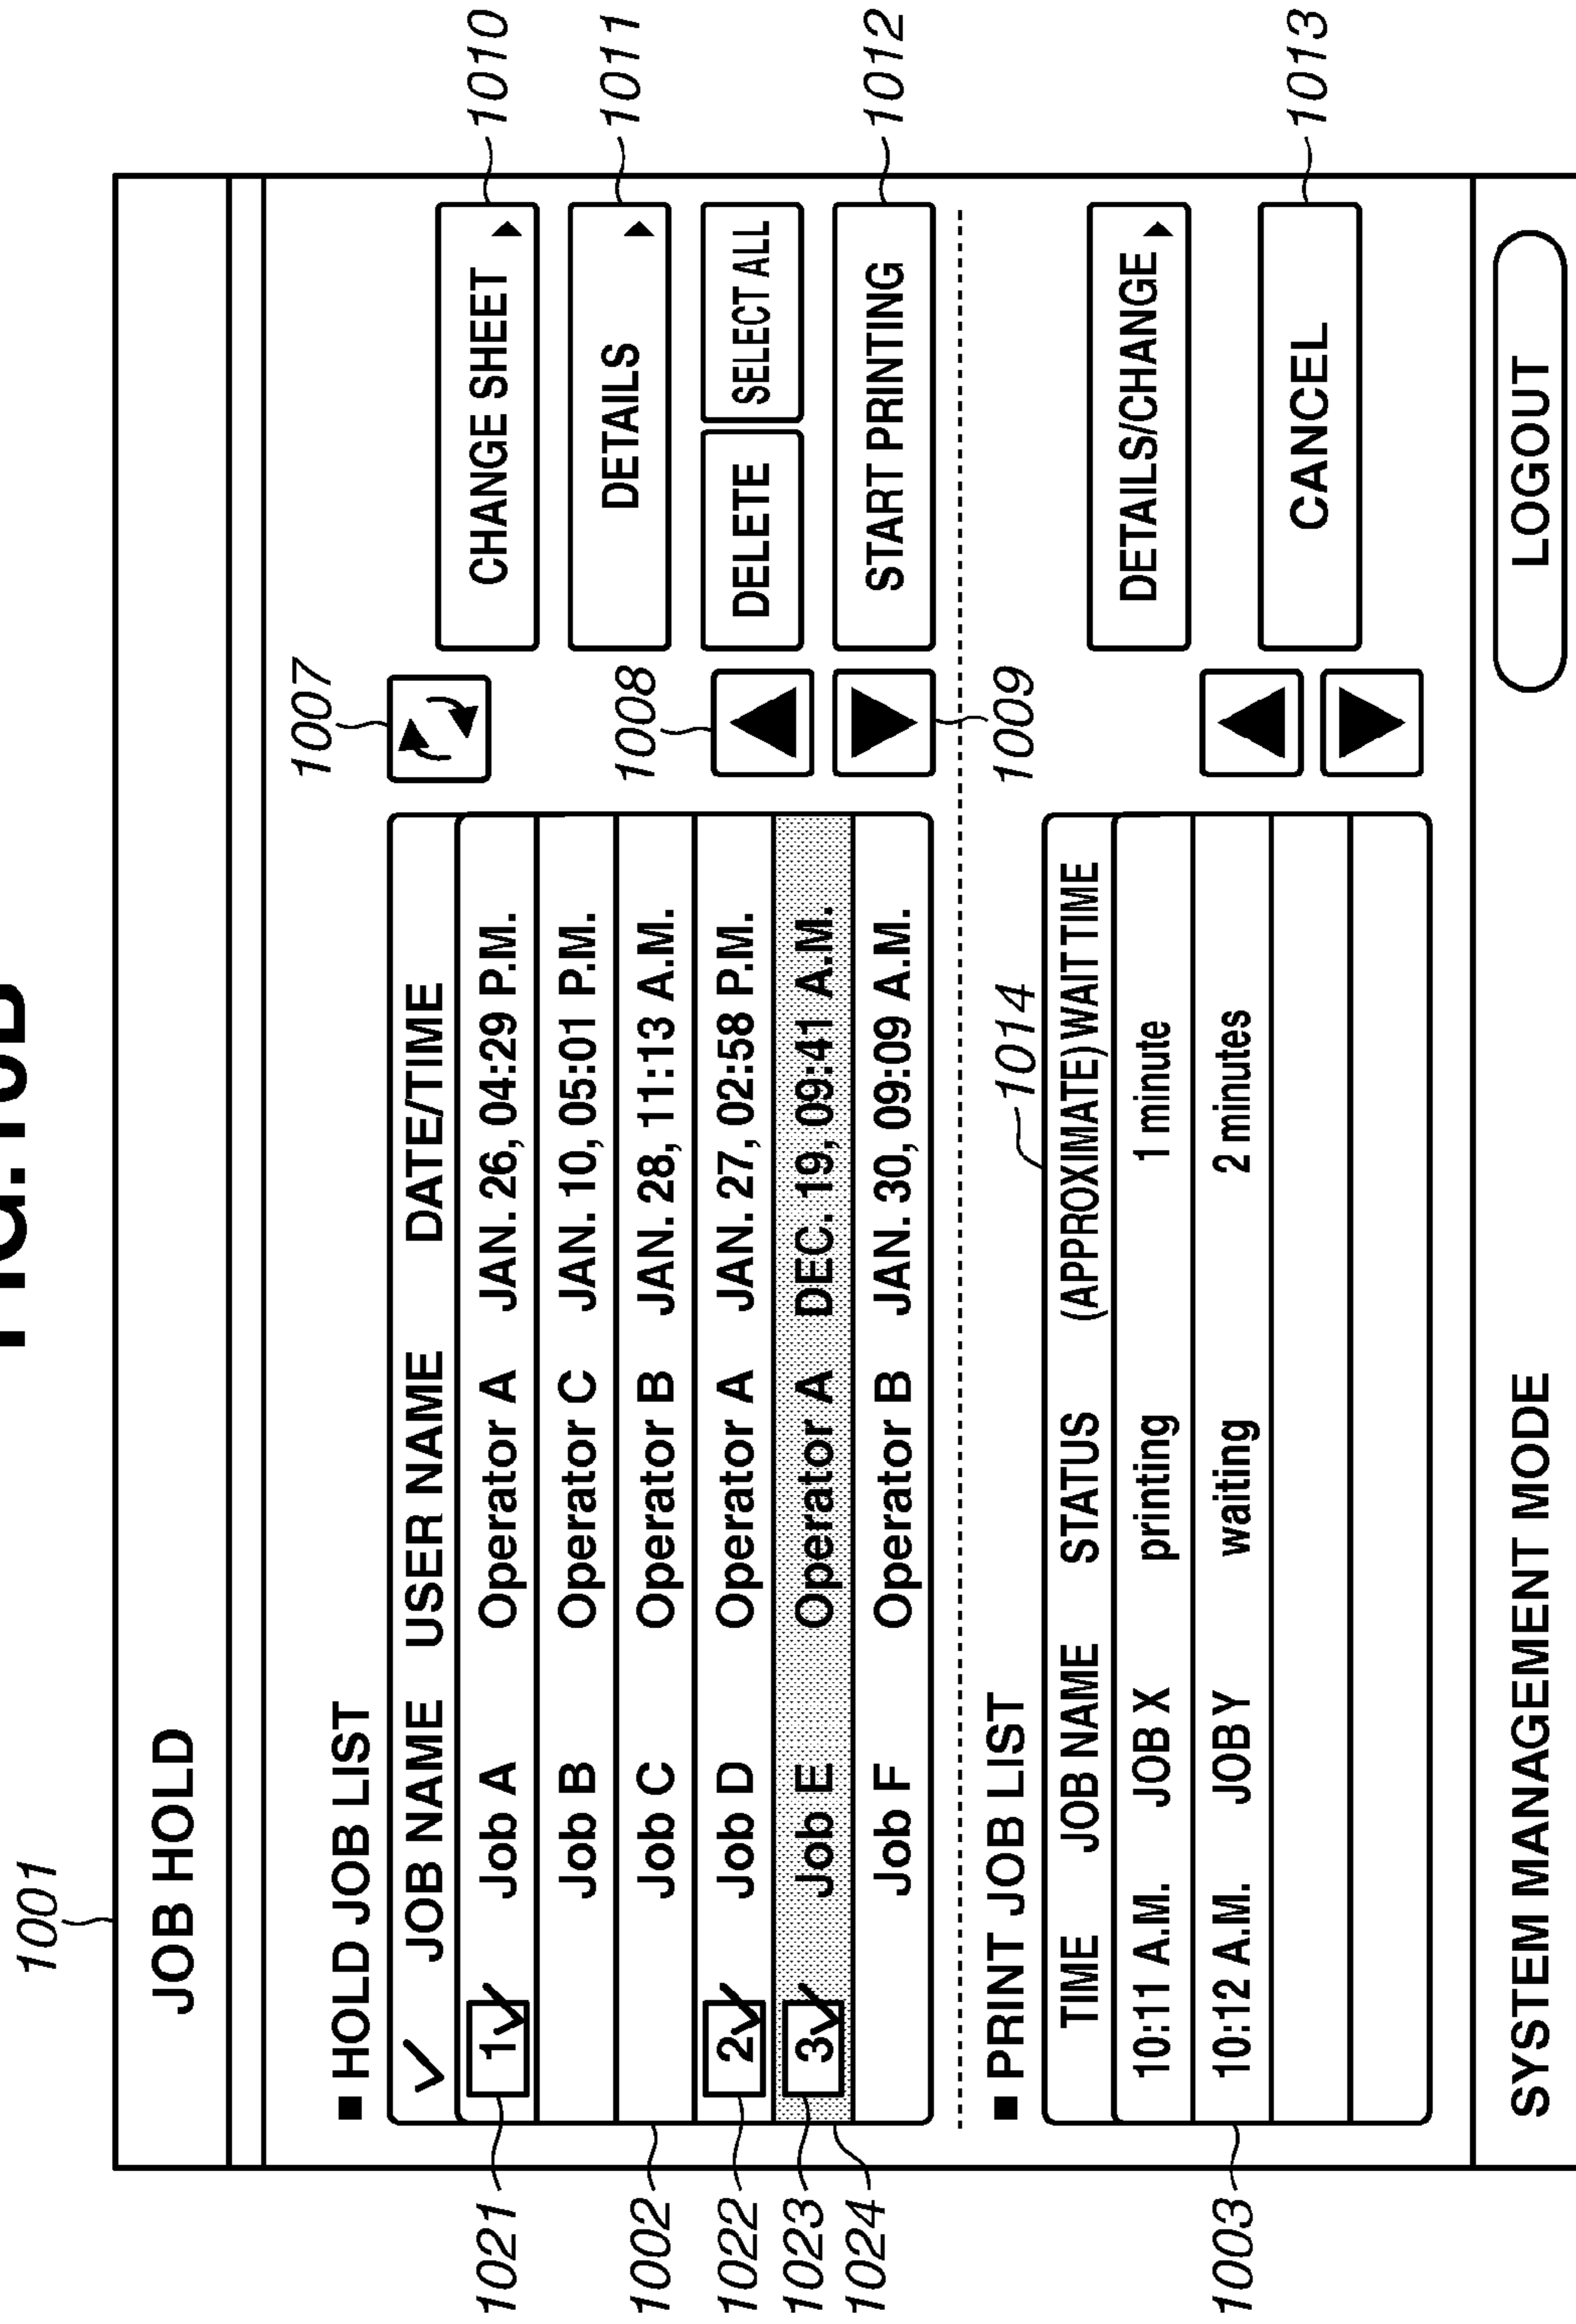 1001
JOB HOLD
■ HOLD JOB LIST
1007
✓ JOB NAME USER NAME DATE/TIME
1021 1✓ Job A Operator A JAN. 26, 04:29 P.M. CHANGE SHEET 1010
Job B Operator C JAN. 10, 05:01 P.M.
1002 Job C Operator B JAN. 28, 11:13 A.M. 1008 DETAILS 1011
1022 2✓ Job D Operator A JAN. 27, 02:58 P.M. DELETE SELECT ALL
1023 3✓ Job E Operator A DEC. 19, 09:41 A.M.
1024 Job F Operator B JAN. 30, 09:09 A.M. START PRINTING 1012
■ PRINT JOB LIST 1014 1009
TIME JOB NAME STATUS (APPROXIMATE) WAIT TIME
10:11 A.M. JOB X printing 1 minute DETAILS/CHANGE
1003 10:12 A.M. JOB Y waiting 2 minutes
CANCEL 1013
SYSTEM MANAGEMENT MODE LOGOUT